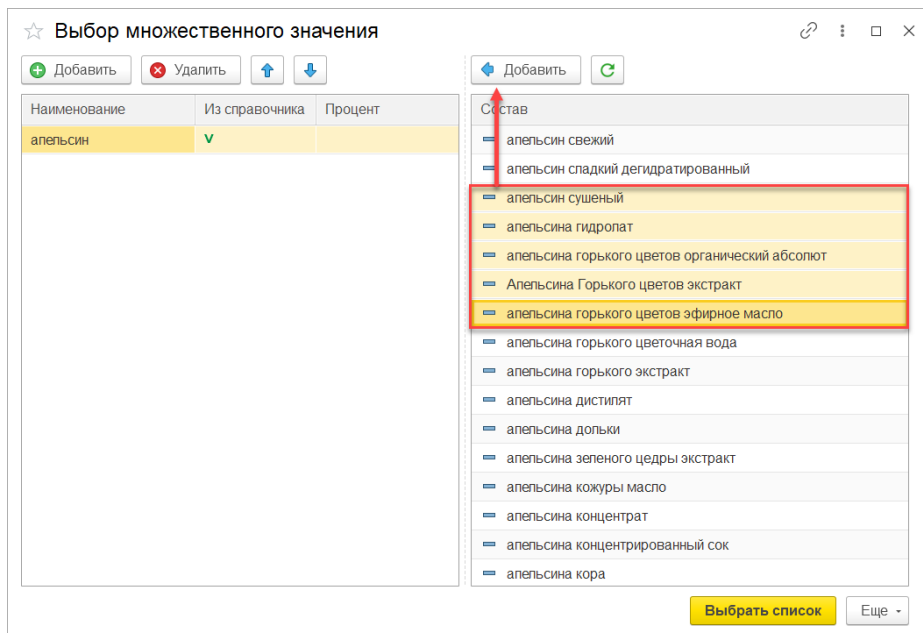 Выбор множественного значения
Добавить Удалить Добавить
Наименование Из справочника Процент Состав
апельсин
апельсин свежий
апельсин сладкий дегидратированный
апельсин сушеный
апельсина гидролат
апельсина горького цветов органический абсолют
Апельсина Горького цветов экстракт
апельсина горького цветов эфирное масло
апельсина горького цветочная вода
апельсина горького экстракт
апельсина дистилят
апельсина дольки
апельсина зеленого цедры экстракт
апельсина кожуры масло
апельсина концентрат
апельсина концентрированный сок
апельсина кора
Выбрать список Еще